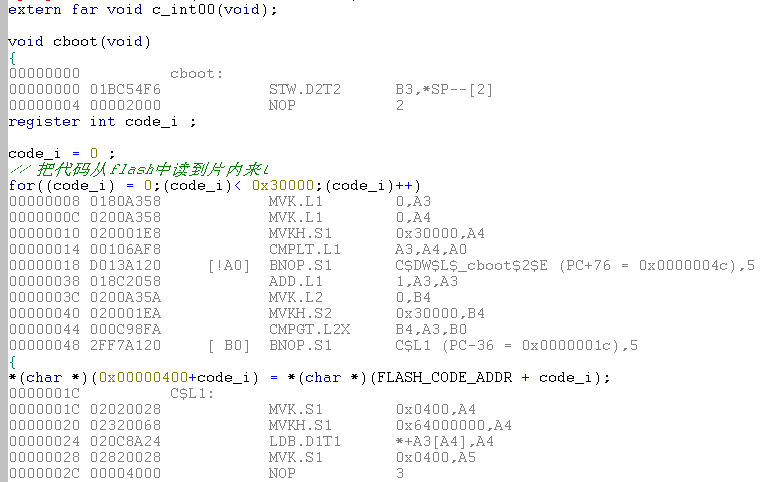 extern far void c_int00(void);
void cboot(void)
{
00000000 cboot:
00000000 01BC54F6 STW.D2T2 B3,*SP--[2]
00000004 00002000 NOP 2
register int code_i ;
code_i = 0 ;
// 把代码从flash中读到片内来
for((code_i) = 0;(code_i)< 0x30000;(code_i)++)
00000008 0180A358 MVK.L1 0,A3
0000000C 0200A358 MVK.L1 0,A4
00000010 020001E8 MVKH.S1 0x30000,A4
00000014 00106AF8 CMPLT.L1 A3,A4,A0
00000018 D013A120 [!A0] BNOP.S1 C$DW$L$_cboot$2$E (PC+76 = 0x0000004c),5
00000038 018C2058 ADD.L1 1,A3,A3
0000003C 0200A35A MVK.L2 0,B4
00000040 020001EA MVKH.S2 0x30000,B4
00000044 000C98FA CMPGT.L2X B4,A3,B0
00000048 2FF7A120 [ B0] BNOP.S1 C$L1 (PC-36 = 0x0000001c),5
{
*(char *)(0x00000400+code_i) = *(char *)(FLASH_CODE_ADDR + code_i);
0000001C C$L1:
0000001C 02020028 MVK.S1 0x0400,A4
00000020 02320068 MVKH.S1 0x64000000,A4
00000024 020C8A24 LDB.D1T1 *+A3[A4],A4
00000028 02820028 MVK.S1 0x0400,A5
0000002C 00004000 NOP 3